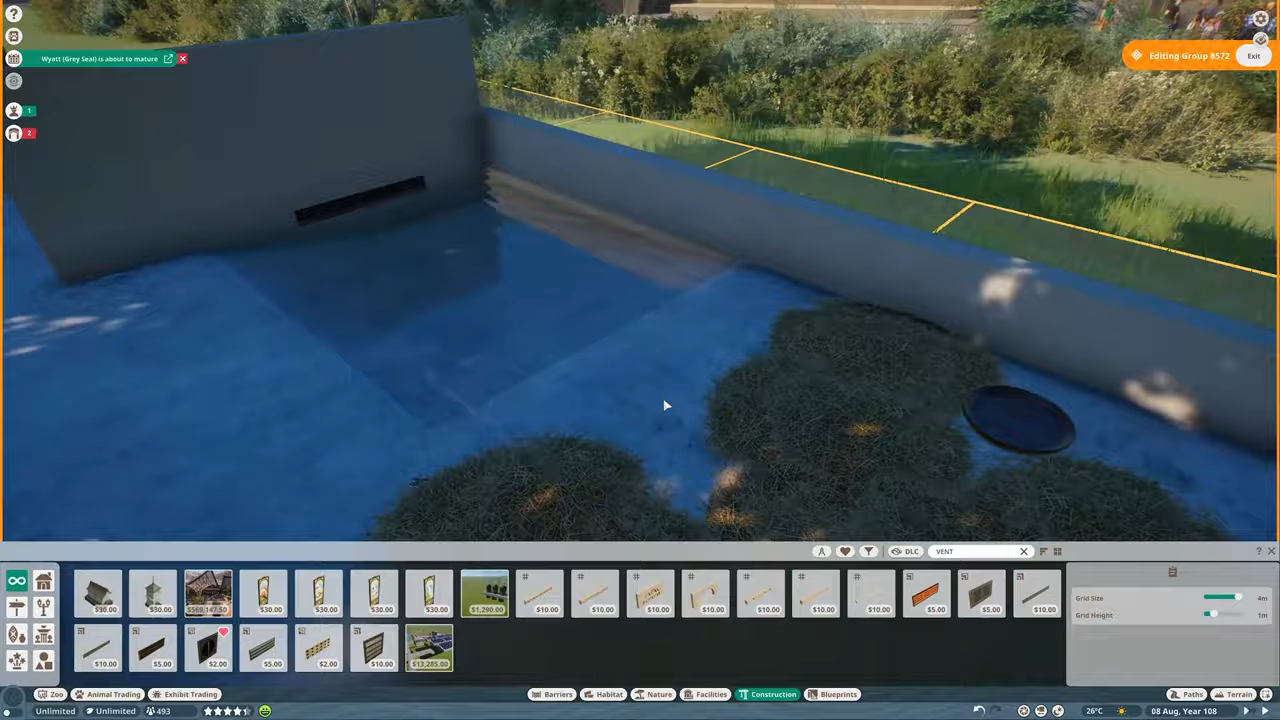 ?
Wyatt (Grey Seal) is about to mature
Editing Group 8572
Exit
1
2
DLC
VENT
?
$30.00
$30.00
$569,147.50
$30.00
$30.00
$30.00
$30.00
$1,290.00
$10.00
$10.00
$10.00
$10.00
$10.00
$10.00
$10.00
$5.00
$5.00
$10.00
$10.00
$5.00
$2.00
$5.00
$2.00
$10.00
$13,285.00
Grid Size
4m
Grid Height
1m
Zoo
Animal Trading
Exhibit Trading
Barriers
Habitat
Nature
Facilities
Construction
Blueprints
Paths
Terrain
Unlimited
Unlimited
493
26°C
08 Aug, Year 108